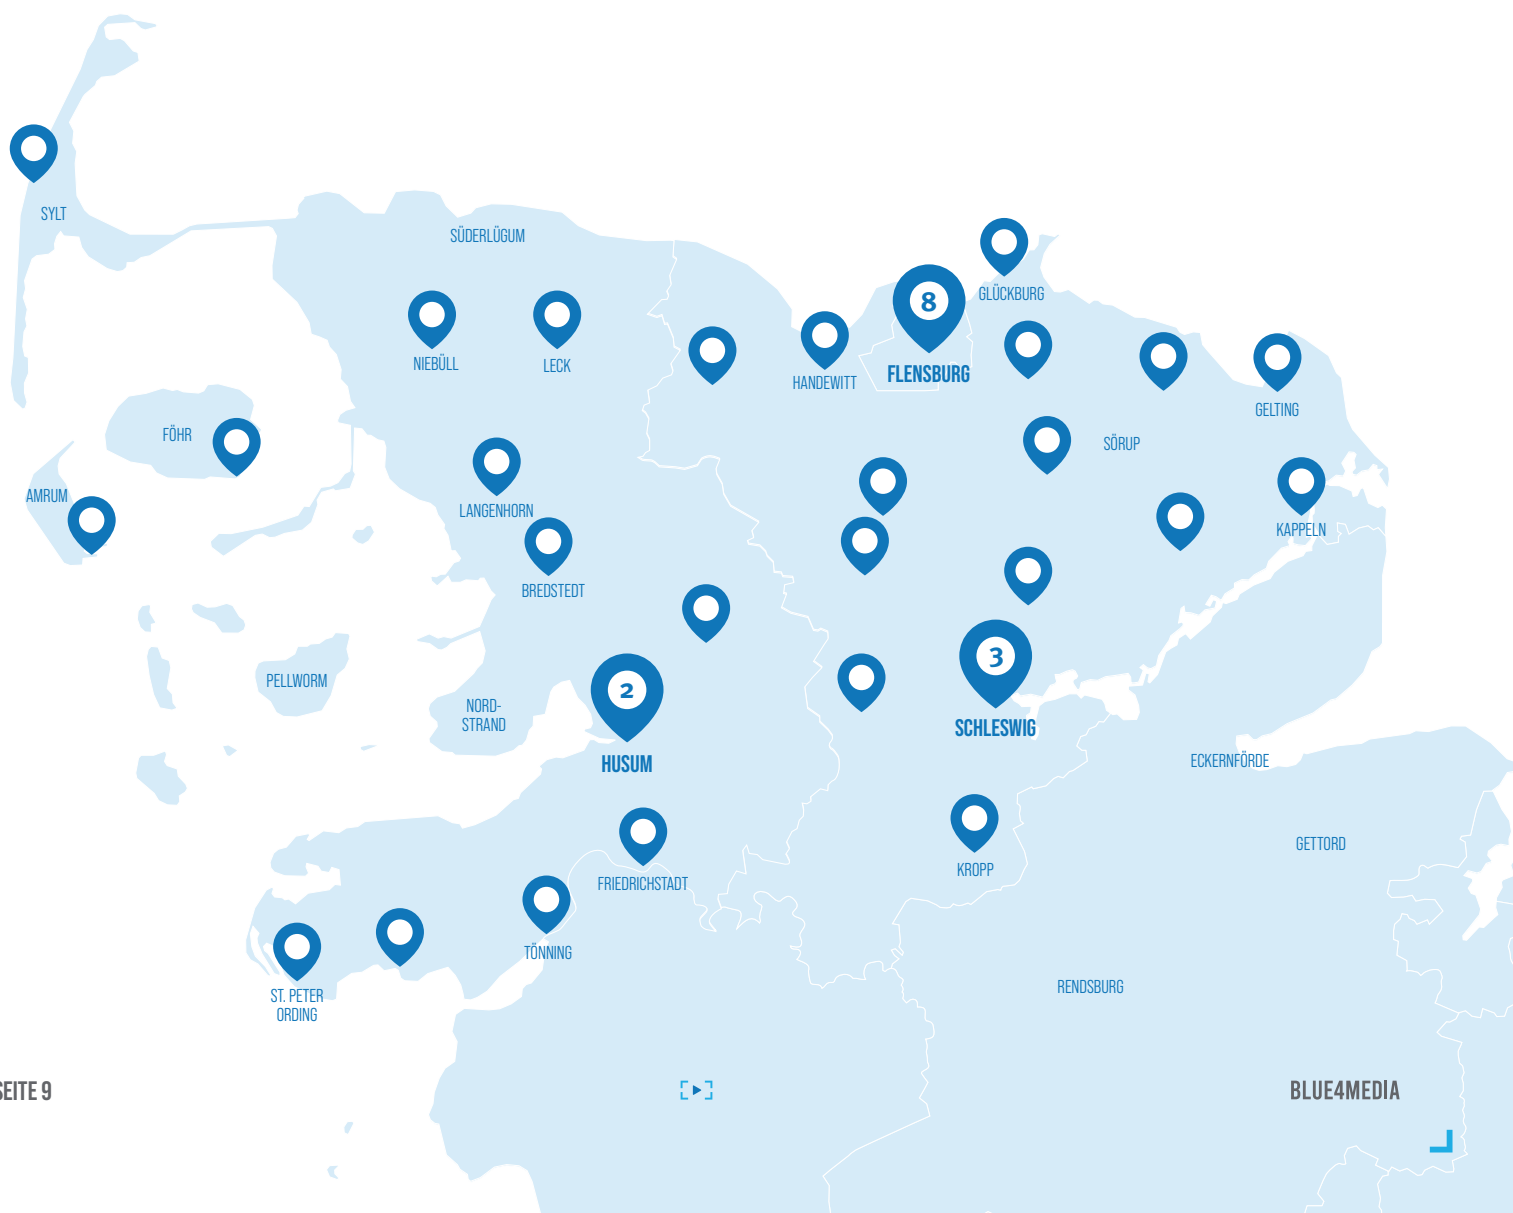 SYLT
SÜDERLÜGUM
GLÜCKBURG
8
NIEBÜLL
LECK
HANDEWITT
FLENSBURG
GELTING
FÖHR
SÖRUP
AMRUM
LANGENHORN
KAPPELN
BREDSTEDT
3
PELLWORM
2
NORD-
STRAND
SCHLESWIG
HUSUM
ECKERNFÖRDE
GETTORD
KROPP
FRIEDRICHSTADT
TÖNNING
RENDSBURG
ST. PETER
ORDING
SEITE 9
BLUE4MEDIA